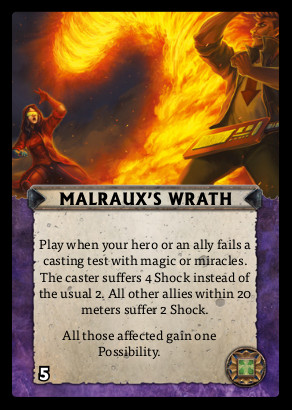 MALRAUX'S WRATH
Play when your hero or an ally fails a
casting test with magic or miracles.
The caster suffers 4 Shock instead of
the usual 2. All other allies within 20
meters suffer 2 Shock.
All those affected gain one
Possibility.
5